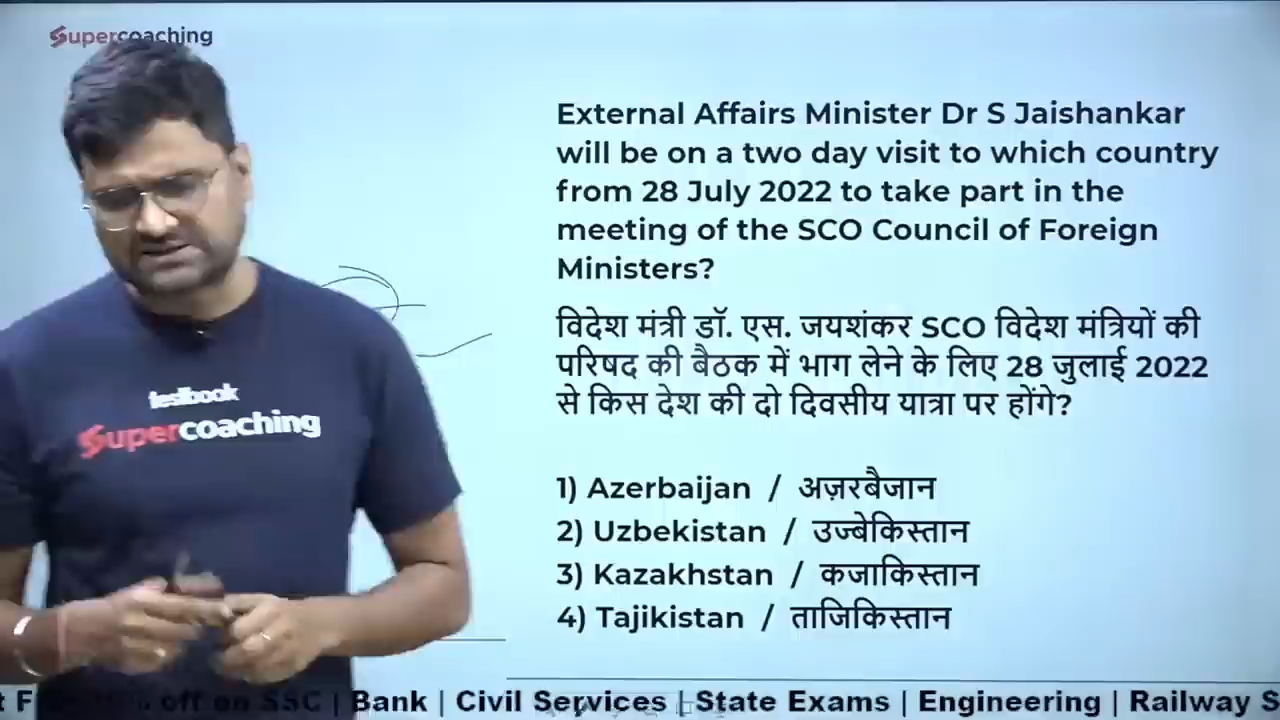 Supercoaching
External Affairs Minister Dr S Jaishankar
will be on a two day visit to which country
from 28 July 2022 to take part in the
meeting of the SCO Council of Foreign
Ministers?
विदेश मंत्री डॉ. एस. जयशंकर SCO विदेश मंत्रियों की
परिषद की बैठक में भाग लेने के लिए 28 जुलाई 2022
से किस देश की दो दिवसीय यात्रा पर होंगे?
1) Azerbaijan / अज़रबैजान
2) Uzbekistan / उज्बेकिस्तान
3) Kazakhstan / कजाकिस्तान
4) Tajikistan / ताजिकिस्तान
testbook
Supercoaching
off on SSC | Bank | Civil Services | State Exams | Engineering | Railway